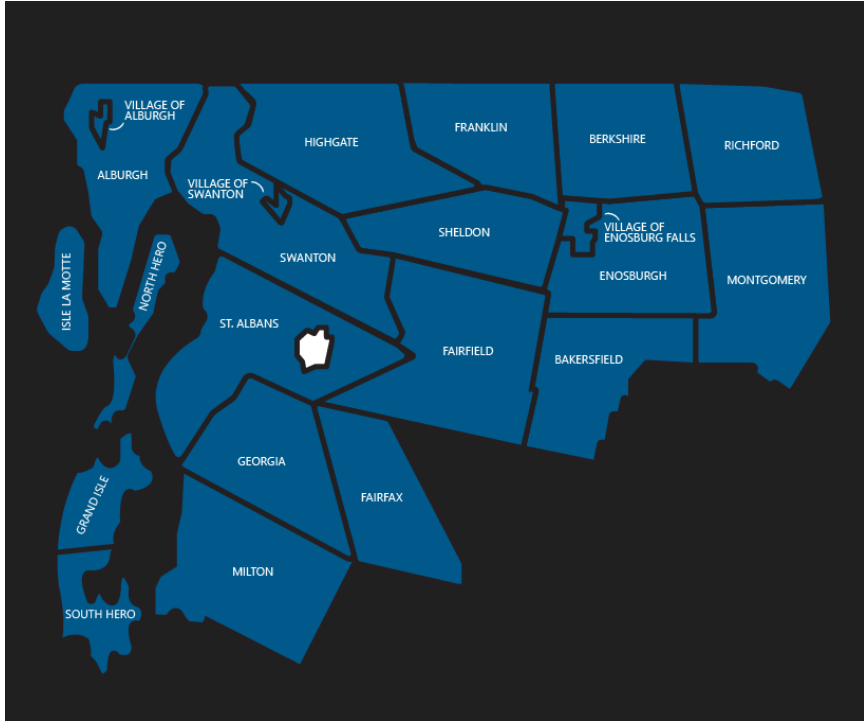 VILLAGE OF
ALBURGH
ALBURGH
HIGHGATE
FRANKLIN
BERKSHIRE
RICHFORD
VILLAGE OF
SWANTON
SWANTON
SHELDON
VILLAGE OF
ENOSBURG FALLS
ENOSBURGH
MONTGOMERY
ISLE LA MOTTE
NORTH HERO
ST. ALBANS
FAIRFIELD
BAKERSFIELD
GEORGIA
FAIRFAX
GRAND ISLE
MILTON
SOUTH HERO